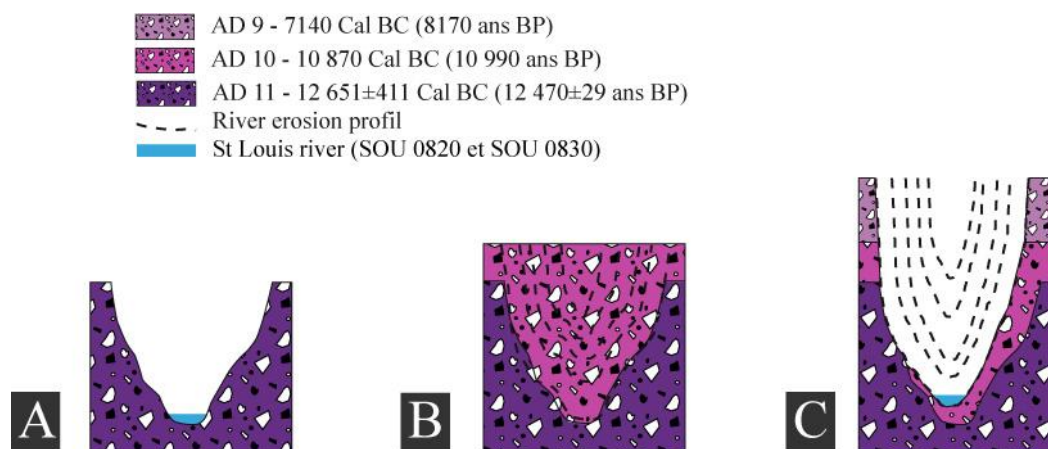 AD 9 - 7140 Cal BC (8170 ans BP)
AD 10 - 10 870 Cal BC (10 990 ans BP)
AD 11 - 12 651±411 Cal BC (12 470±29 ans BP)
River erosion profil
St Louis river (SOU 0820 et SOU 0830)
A
B
C